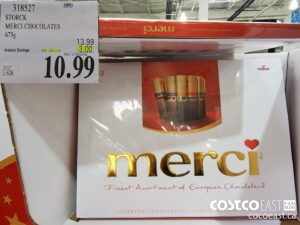 318527
STORCK
MERCI CHOCOLATES
675g
13.99
Instant Savings
-3.00
10.99
STORCK
merci
Finest Assortment of European Chocolates
COSTCO EAST
cocoeast.ca